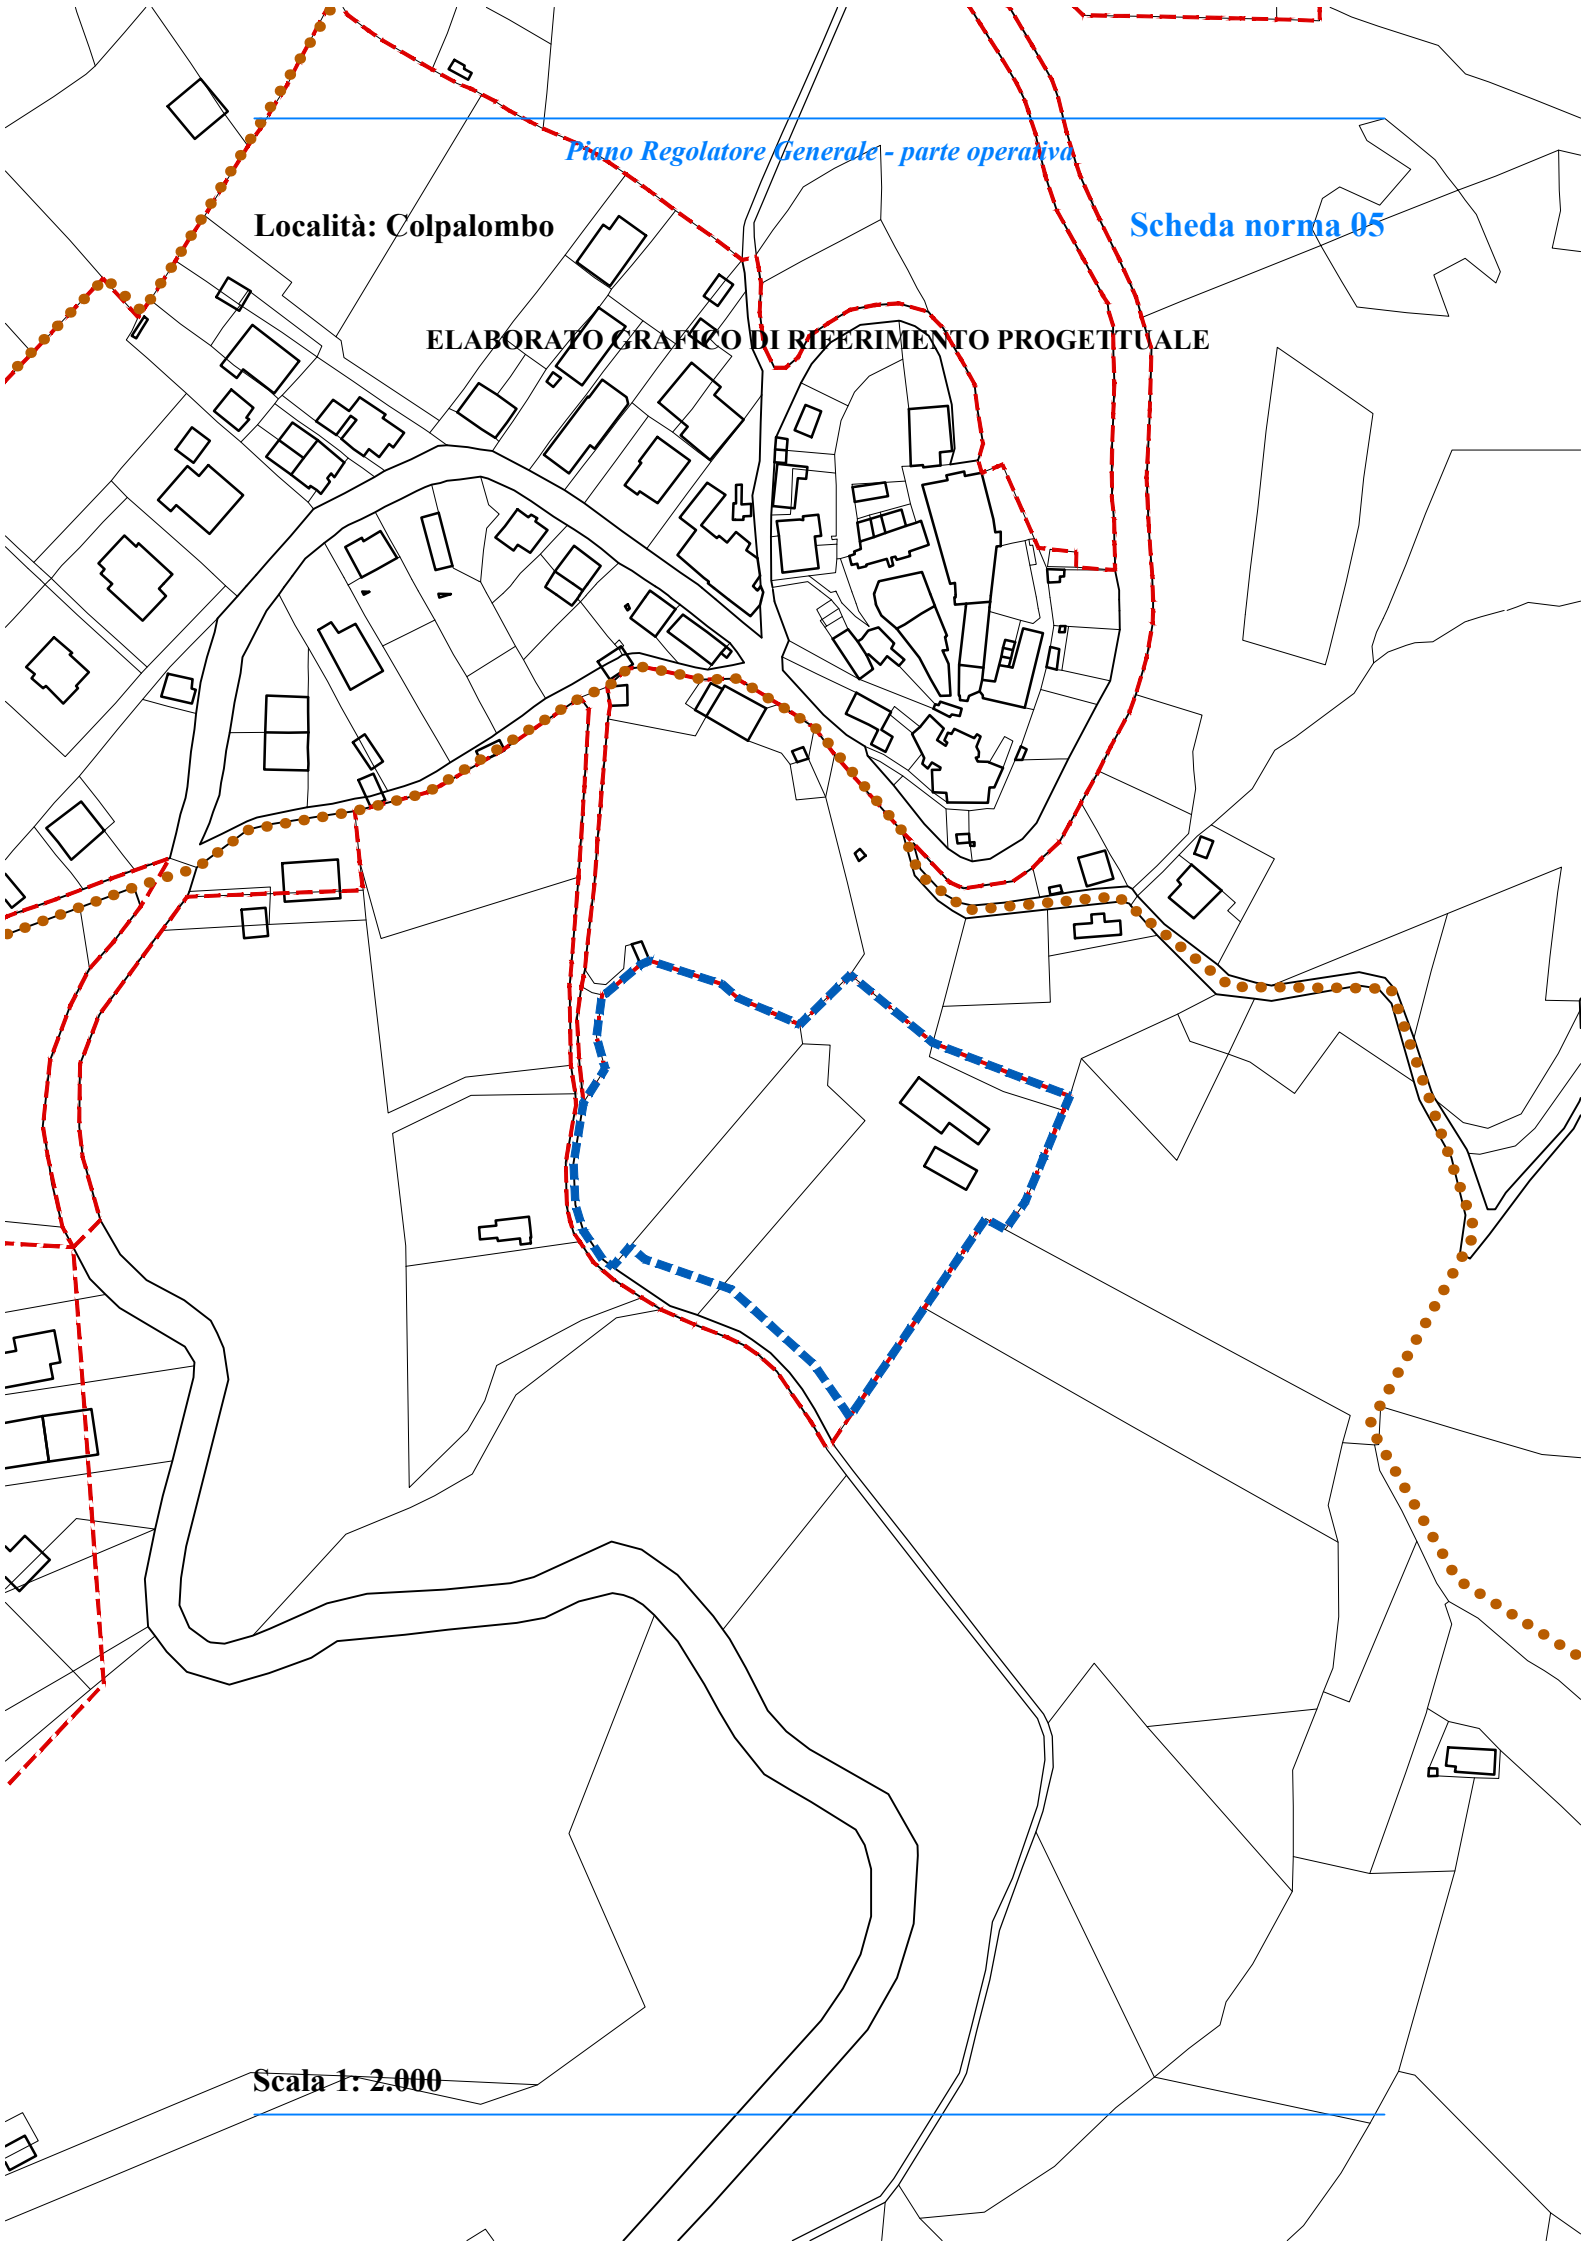 Piano Regolatore Generale - parte operativa
Località: Colpalombo
Scheda norma 05
ELABORATO GRAFICO DI RIFERIMENTO PROGETTUALE
Scala 1: 2.000